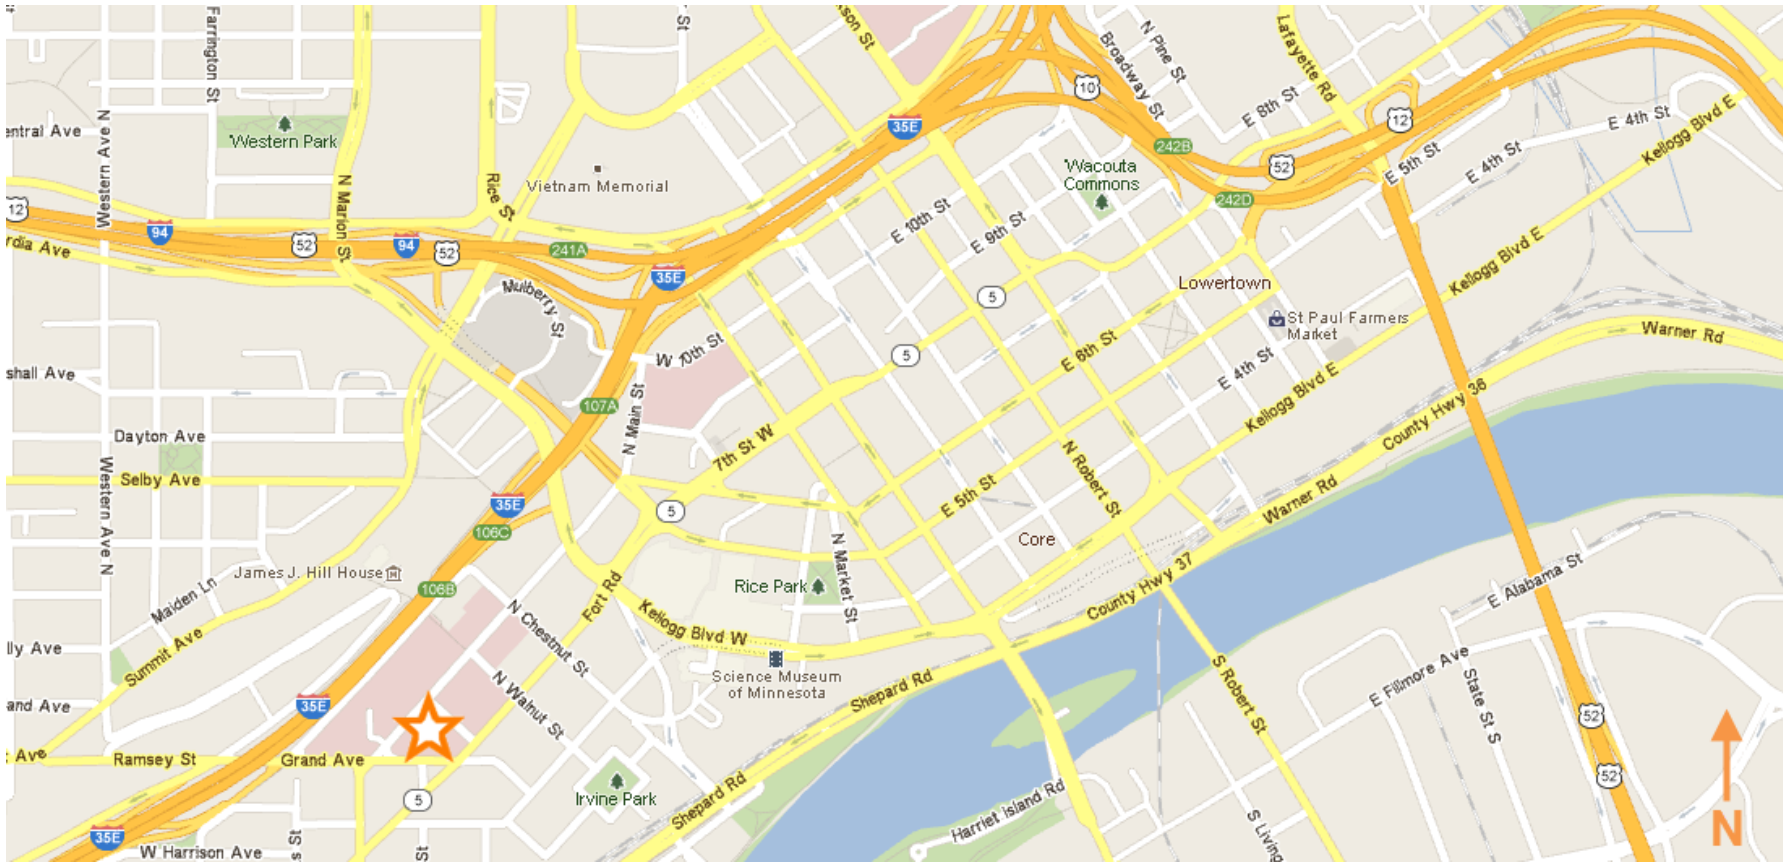 Farrington St
St
son St
Broadway St
N Pine St
Lafayette Rd
10
35E
12
E 8th St
E 4th St
Kellogg Blvd E
entral Ave
Western Ave N
Western Park
N Marion St
Rice St
Vietnam Memorial
242B
52
E 5th St
E 4th St
Wacouta
Commons
242D
12
94
52
94
52
241A
rdia Ave
35E
E 10th St
E 9th St
5
Lowertown
Kellogg Blvd E
Mulberry St
St Paul Farmers
Market
Warner Rd
W 10th St
5
E 6th St
E 4th St
shall Ave
107A
N Main St
Kellogg Blvd E
County Hwy 36
Dayton Ave
7th St W
N Robert St
Selby Ave
Western Ave N
35E
5
E 5th St
Warner Rd
106C
Core
James J. Hill House
106B
Maiden Ln
N Market St
Rice Park
Fort Rd
N Chestnut St
Kellogg Blvd W
County Hwy 37
E Alabama St
lly Ave
Summit Ave
Science Museum
of Minnesota
N Walnut St
Shepard Rd
S Robert St
E Fillmore Ave
State St S
and Ave
35E
52
t Ave
Ramsey St
Grand Ave
52
5
Irvine Park
Shepard Rd
Harriet Island Rd
S Living
35E
W Harrison Ave
s St
St
N